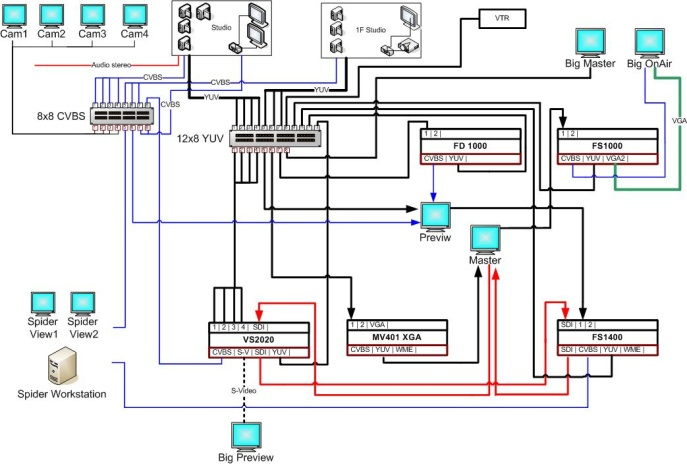 Cam1 Cam2 Cam3 Cam4
Studio
1F Studio
VTR
Audio stereo
Big Master
Big OnAir
CVBS
CVBS
CVBS
YUV
YUV
VGA
8x8 CVBS
12x8 YUV
1 | 2 |
FD 1000
CVBS | YUV |
1 | 2 |
FS1000
CVBS | YUV | VGA2 |
Previw
Master
Spider View1
Spider View2
Spider Workstation
1 | 2 | 3 | 4 | SDI |
VS2020
CVBS | S-V | SDI | YUV |
1 | 2 | VGA |
MV401 XGA
CVBS | YUV | WME |
SDI | 1 | 2 |
FS1400
SDI | CVBS | YUV | WME |
S-Video
Big Preview